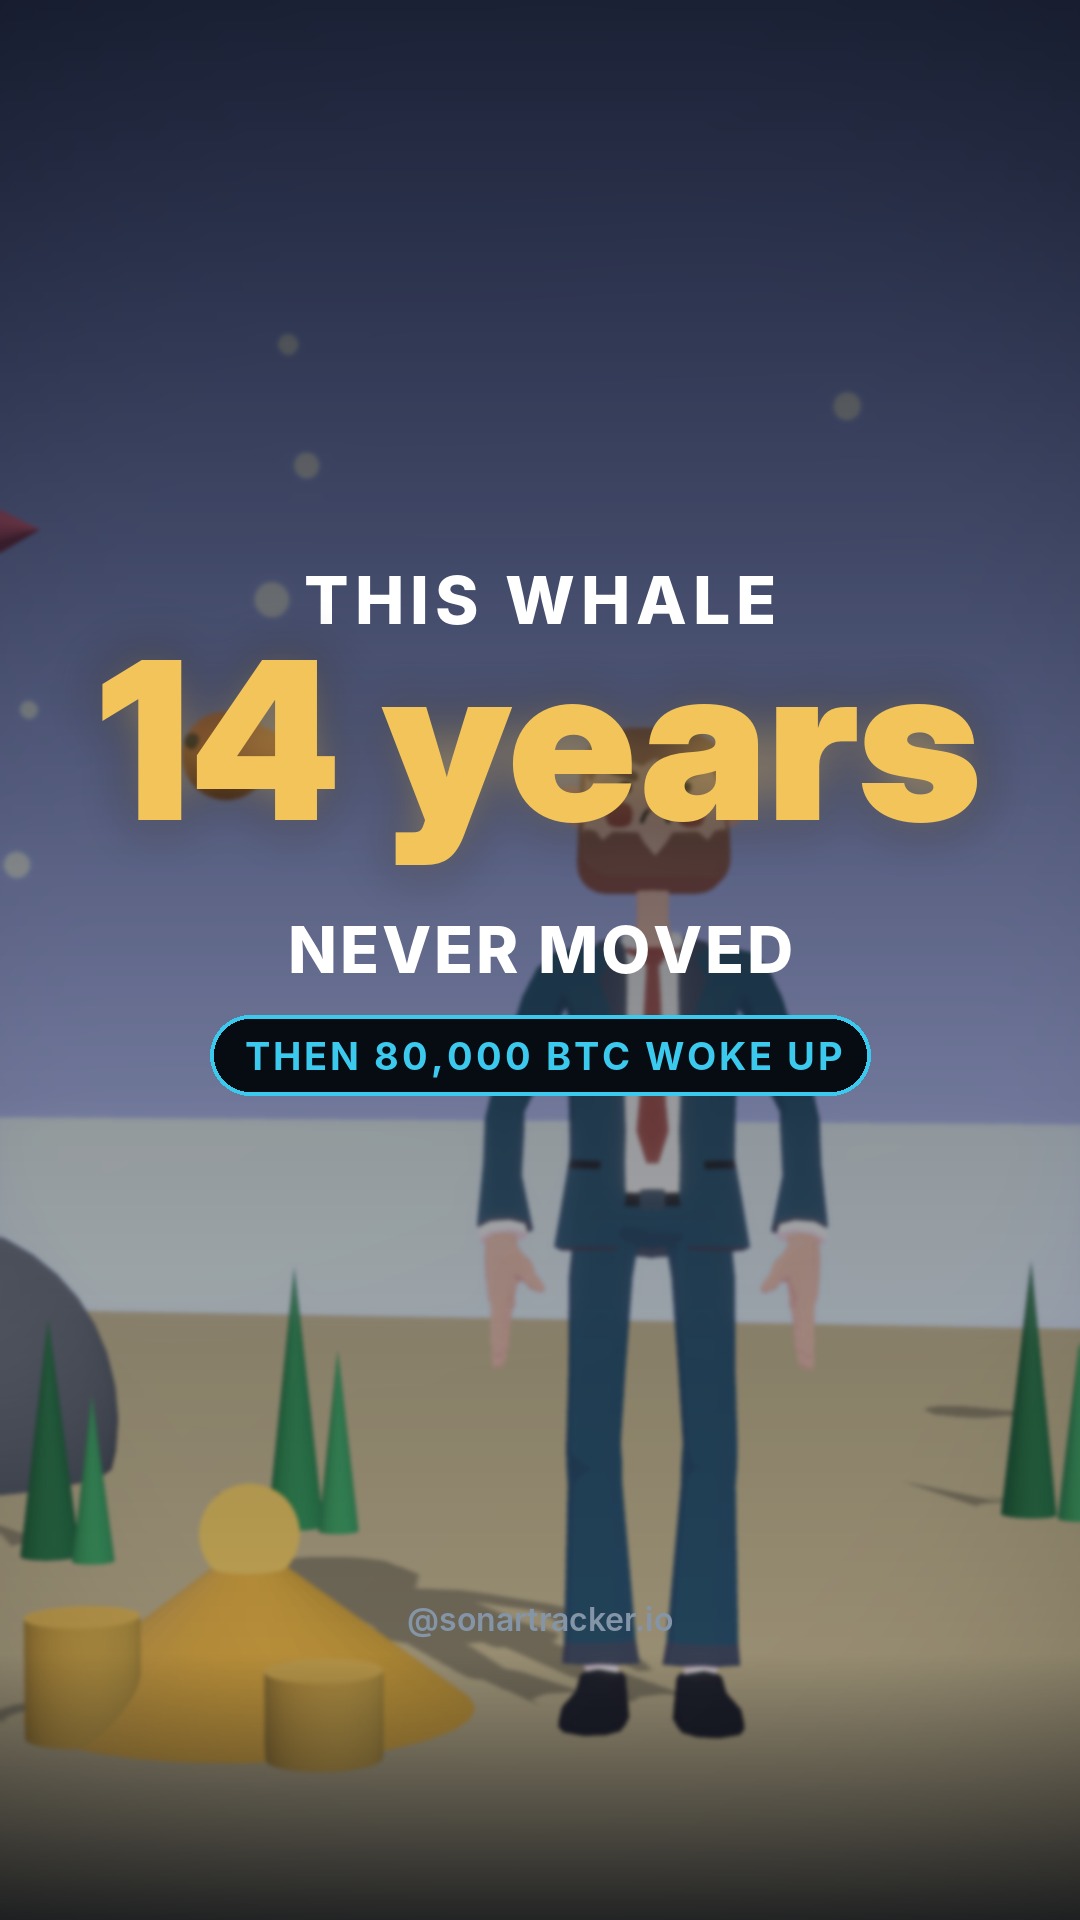 THIS WHALE
14 years
NEVER MOVED
THEN 80,000 BTC WOKE UP
@sonartracker.io